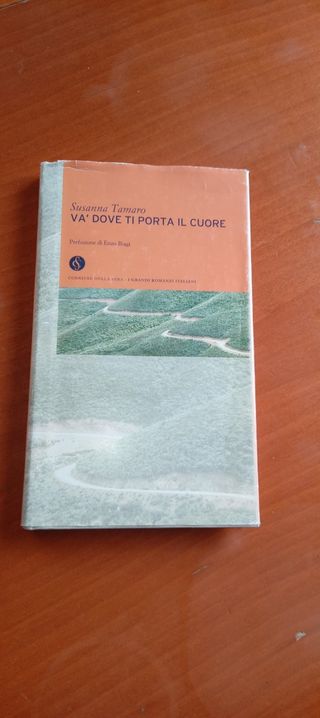 Susanna Tamaro
VA' DOVE TI PORTA IL CUORE
Prefazione di Enzo Biagi
CORRIERE DELLA SERA - I GRANDI ROMANZI ITALIANI